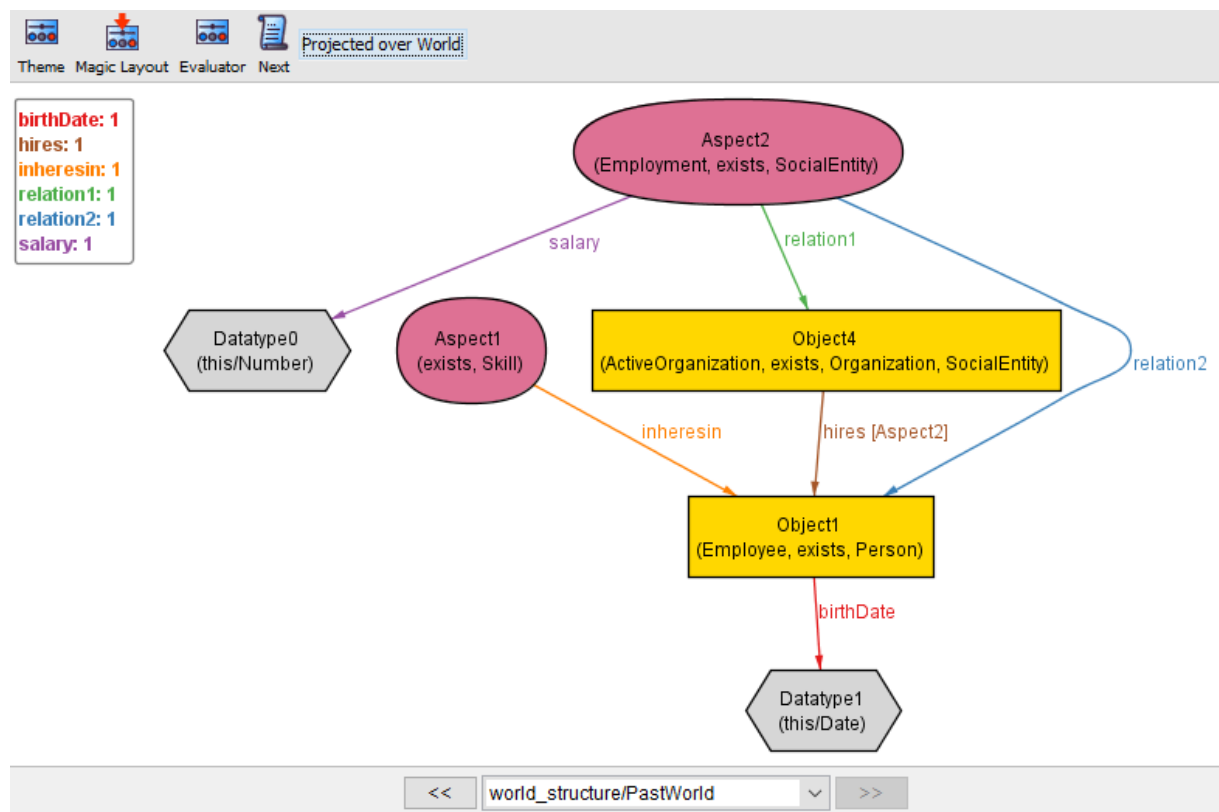 Projected over World
Theme Magic Layout Evaluator Next
birthDate: 1
hires: 1
inheresin: 1
relation1: 1
relation2: 1
salary: 1
Aspect2
(Employment, exists, SocialEntity)
salary
relation1
Datatype0
(this/Number)
Aspect1
(exists, Skill)
Object4
(ActiveOrganization, exists, Organization, SocialEntity)
relation2
inheresin
hires [Aspect2]
Object1
(Employee, exists, Person)
birthDate
Datatype1
(this/Date)
<< world_structure/PastWorld >>